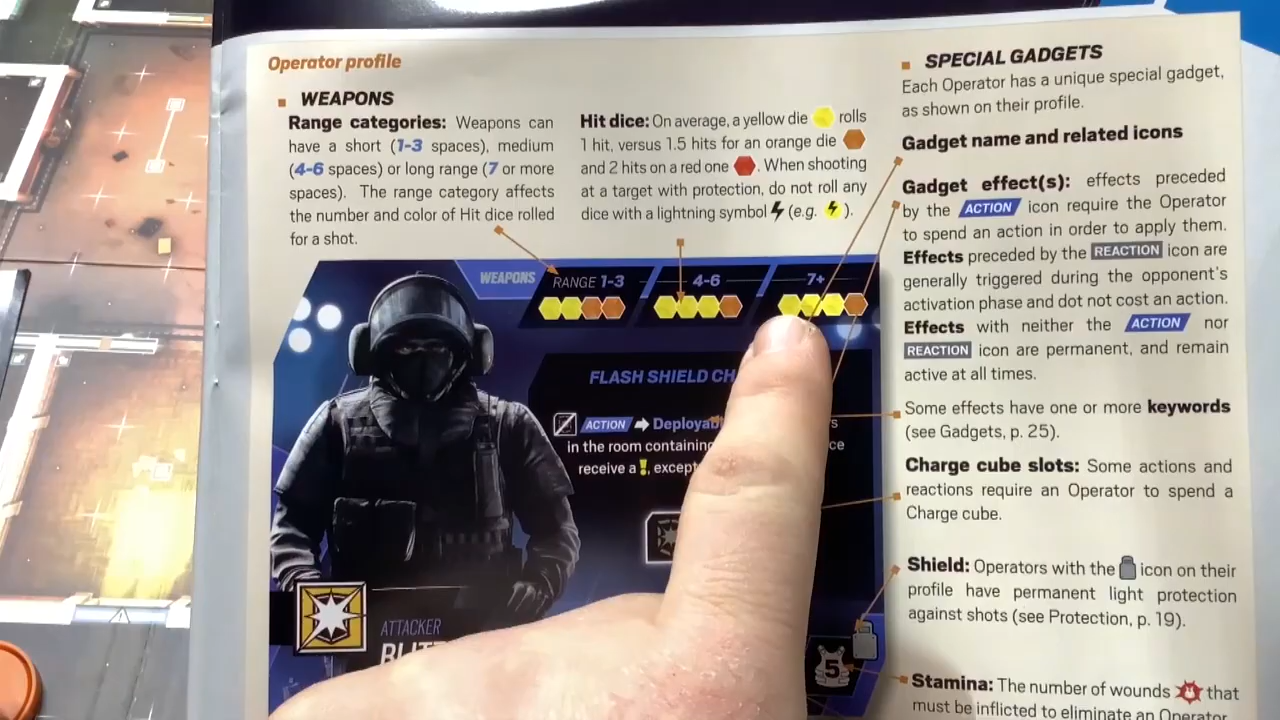 Operator profile
WEAPONS
Range categories: Weapons can
have a short (1-3 spaces), medium
(4-6 spaces) or long range (7 or more
spaces). The range category affects
the number and color of Hit dice rolled
for a shot.
Hit dice: On average, a yellow die rolls
1 hit, versus 1.5 hits for an orange die
and 2 hits on a red one . When shooting
at a target with protection, do not roll any
dice with a lightning symbol (e.g. ).
WEAPONS RANGE 1-3 4-6 7+
FLASH SHIELD
ACTION
in the room containing
receive a , except
ATTACKER
5
SPECIAL GADGETS
Each Operator has a unique special gadget,
as shown on their profile.
Gadget name and related icons
Gadget effect(s): effects preceded
by the ACTION icon require the Operator
to spend an action in order to apply them.
Effects preceded by the REACTION icon are
generally triggered during the opponent's
activation phase and dot not cost an action.
Effects with neither the ACTION nor
REACTION icon are permanent, and remain
active at all times.
Some effects have one or more keywords
(see Gadgets, p. 25).
Charge cube slots: Some actions and
reactions require an Operator to spend a
Charge cube.
Shield: Operators with the icon on their
profile have permanent light protection
against shots (see Protection, p. 19).
Stamina: The number of wounds that
must be inflicted to eliminate an Operator